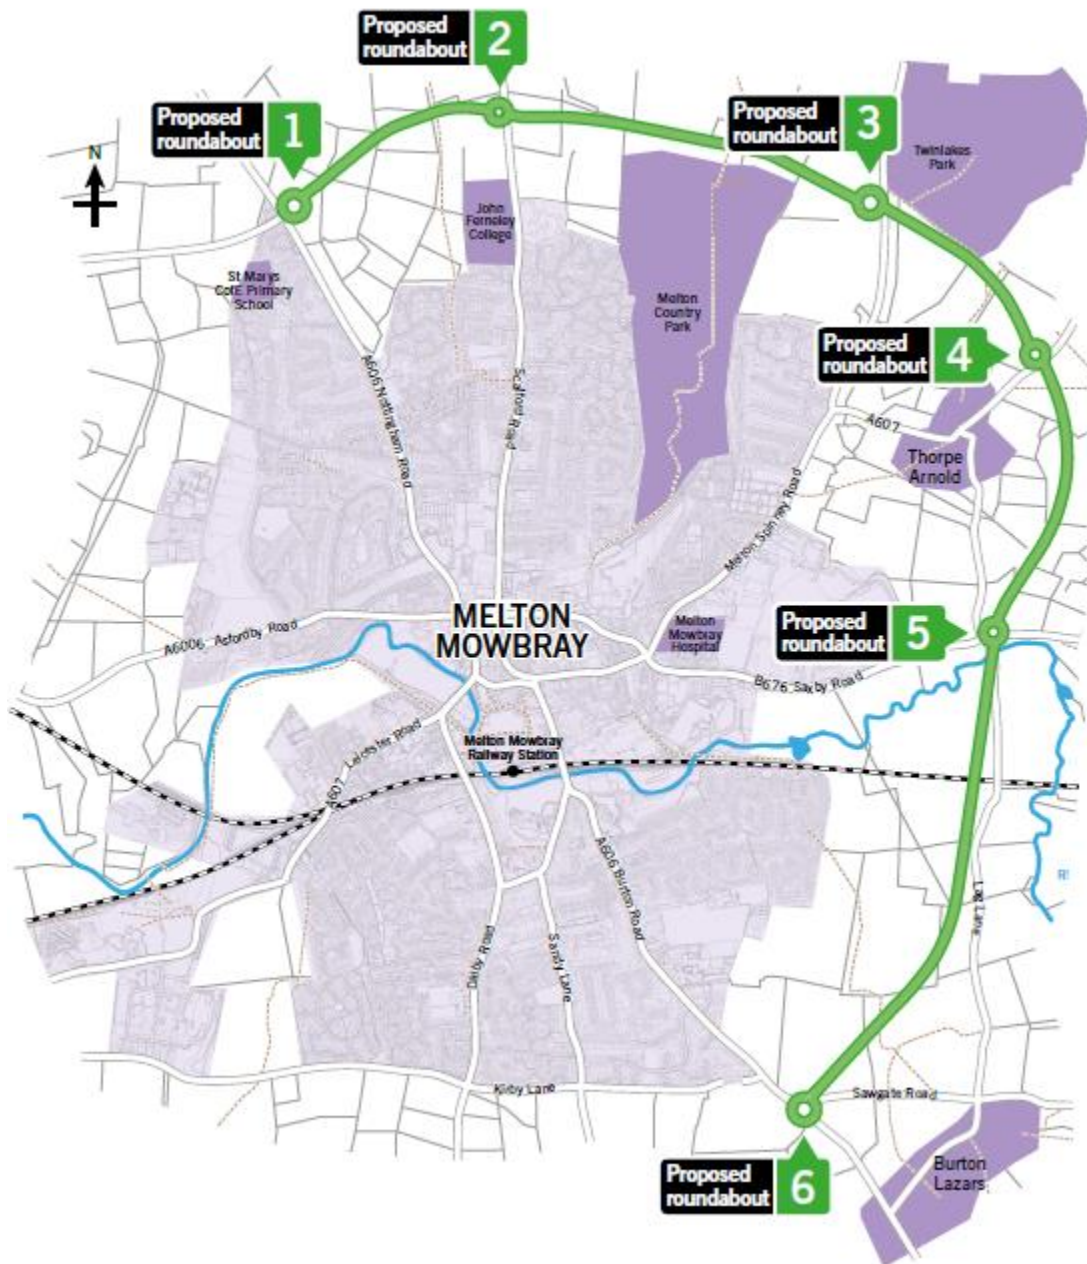 Proposed
roundabout 2
Proposed
roundabout 1
Proposed
roundabout 3
N
Twinlakes
Park
John
Ferneley
College
St Marys
CofE Primary
School
Melton
Country
Park
Proposed
roundabout 4
A606 Nottingham Road
Scalford Road
A607
Thorpe
Arnold
Melton Spinney Road
MELTON
MOWBRAY
Proposed
roundabout 5
Melton
Mowbray
Hospital
A6006 Asfordby Road
B676 Saxby Road
A607 Leicester Road
Melton Mowbray
Railway Station
A606 Burton Road
Lag Lane
Dalby Road
Sandy Lane
Kirby Lane
Sawgate Road
Burton
Lazars
Proposed
roundabout 6